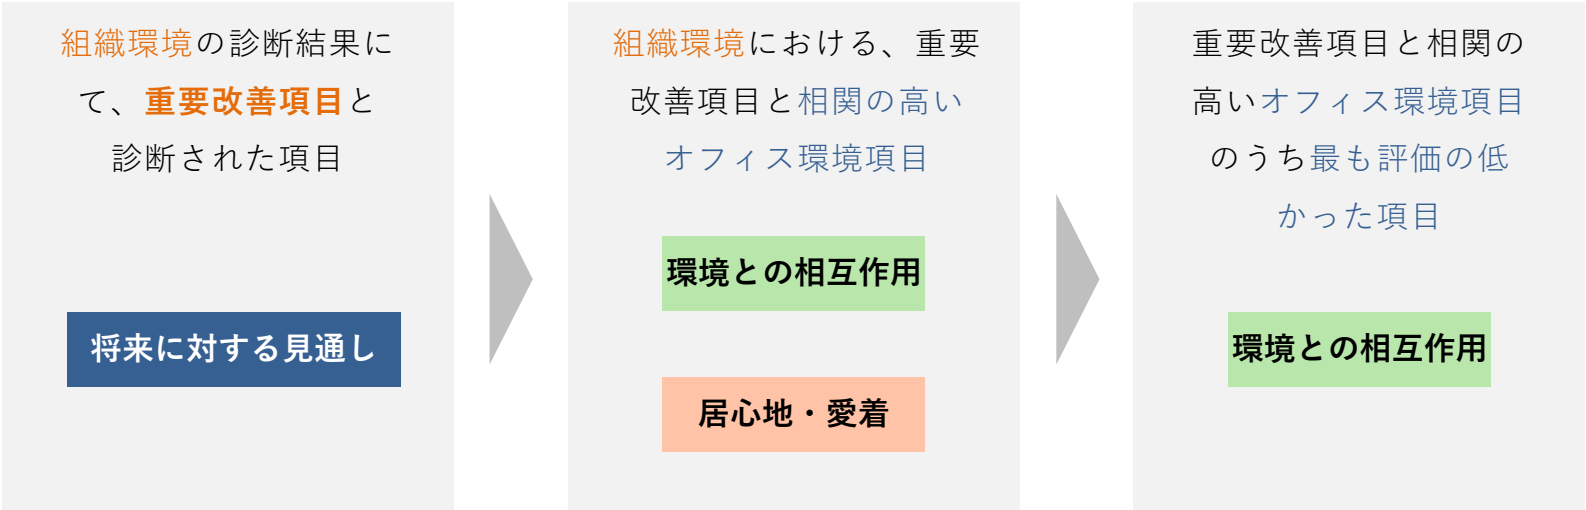 組織環境の診断結果に
て、重要改善項目と
診断された項目
将来に対する見通し
組織環境における、重要
改善項目と相関の高い
オフィス環境項目
環境との相互作用
居心地・愛着
重要改善項目と相関の
高いオフィス環境項目
のうち最も評価の低
かった項目
環境との相互作用